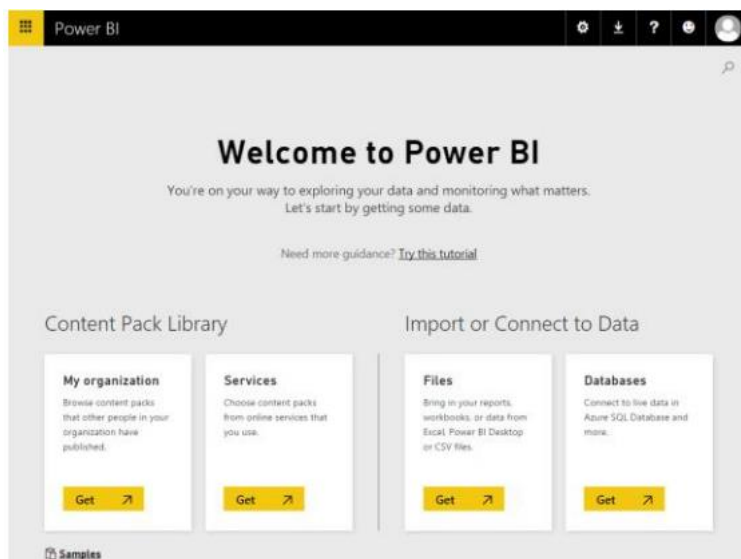 Power BI
?
Welcome to Power BI
You're on your way to exploring your data and monitoring what matters.
Let's start by getting some data.
Need more guidance? Try this tutorial
Content Pack Library
Import or Connect to Data
My organization
Browse content packs
that other people in your
organization have
published.
Get
Services
Choose content packs
from online services that
you use.
Get
Files
Bring in your reports,
workbooks, or data from
Excel, Power BI Desktop
or CSV files.
Get
Databases
Connect to live data in
Azure SQL Database and
more.
Get
Samples